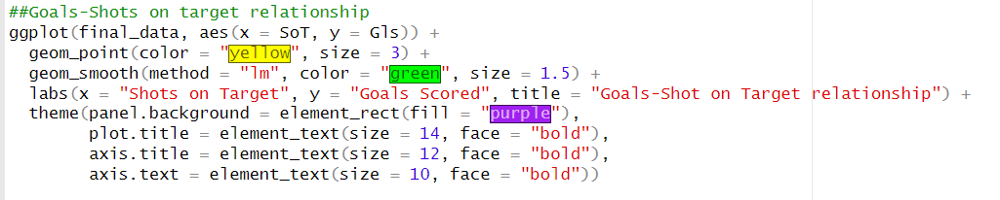 ##Goals-Shots on target relationship
ggplot(final_data, aes(x = SoT, y = Gls)) +
  geom_point(color = "yellow", size = 3) +
  geom_smooth(method = "lm", color = "green", size = 1.5) +
  labs(x = "Shots on Target", y = "Goals Scored", title = "Goals-Shot on Target relationship") +
  theme(panel.background = element_rect(fill = "purple"),
        plot.title = element_text(size = 14, face = "bold"),
        axis.title = element_text(size = 12, face = "bold"),
        axis.text = element_text(size = 10, face = "bold"))